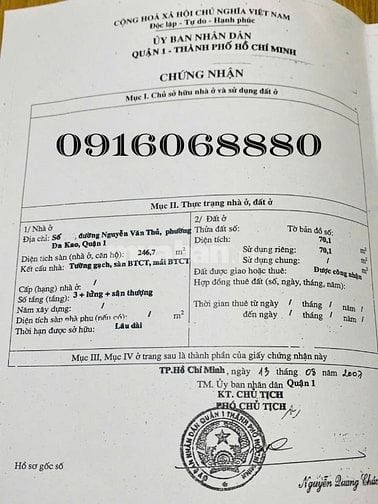 CỘNG HOÀ XÃ HỘI CHỦ NGHĨA VIỆT NAM
Độc lập - Tự do - Hạnh phúc
ỦY BAN NHÂN DÂN
QUẬN 1 - THÀNH PHỐ HỒ CHÍ MINH
CHỨNG NHẬN
Mục I. Chủ sở hữu nhà ở và sử dụng đất ở
0916068880
Mục II. Thực trạng nhà ở, đất ở
1/ Nhà ở
Địa chỉ: Số , đường Nguyễn Văn Thủ, phường
Đa Kao, Quận 1
Diện tích sàn (nhà ở, căn hộ): 246,7 m²
Kết cấu nhà: Tường gạch, sàn BTCT, mái BTCT
Cấp (hạng) nhà ở: /
Số tầng (tầng): 3 + lửng + sân thượng
Năm xây dựng: /
Diện tích sàn nhà phụ (nếu có): / m²
Thời hạn được sở hữu: Lâu dài
2/ Đất ở
Thửa đất số: Tờ bản đồ số:
Diện tích: 70,1 m²
Sử dụng riêng: 70,1 m²
Sử dụng chung: / m²
Đất được giao hoặc thuê: Được công nhận
Hợp đồng thuê đất (số, ngày, tháng, năm):
Thời gian thuê từ ngày / tháng / năm
đến ngày / tháng / năm
Mục III, Mục IV ở trang sau là thành phần của giấy chứng nhận này
TP.Hồ Chí Minh, ngày 13 tháng 08 năm 2007
TM. Ủy ban nhân dân Quận 1
KT. CHỦ TỊCH
PHÓ CHỦ TỊCH
Hồ sơ gốc số